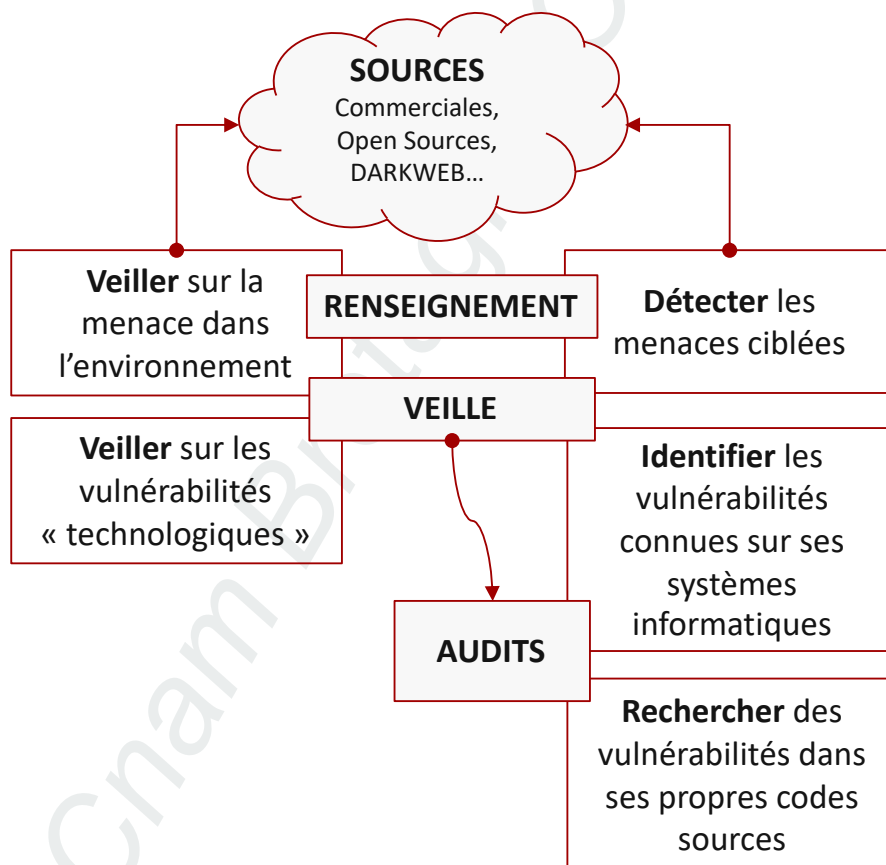 SOURCES
Commerciales,
Open Sources,
DARKWEB…
Veiller sur la
menace dans
l’environnement
RENSEIGNEMENT
Détecter les
menaces ciblées
VEILLE
Veiller sur les
vulnérabilités
« technologiques »
Identifier les
vulnérabilités
connues sur ses
systèmes
informatiques
AUDITS
Rechercher des
vulnérabilités dans
ses propres codes
sources
Cnam